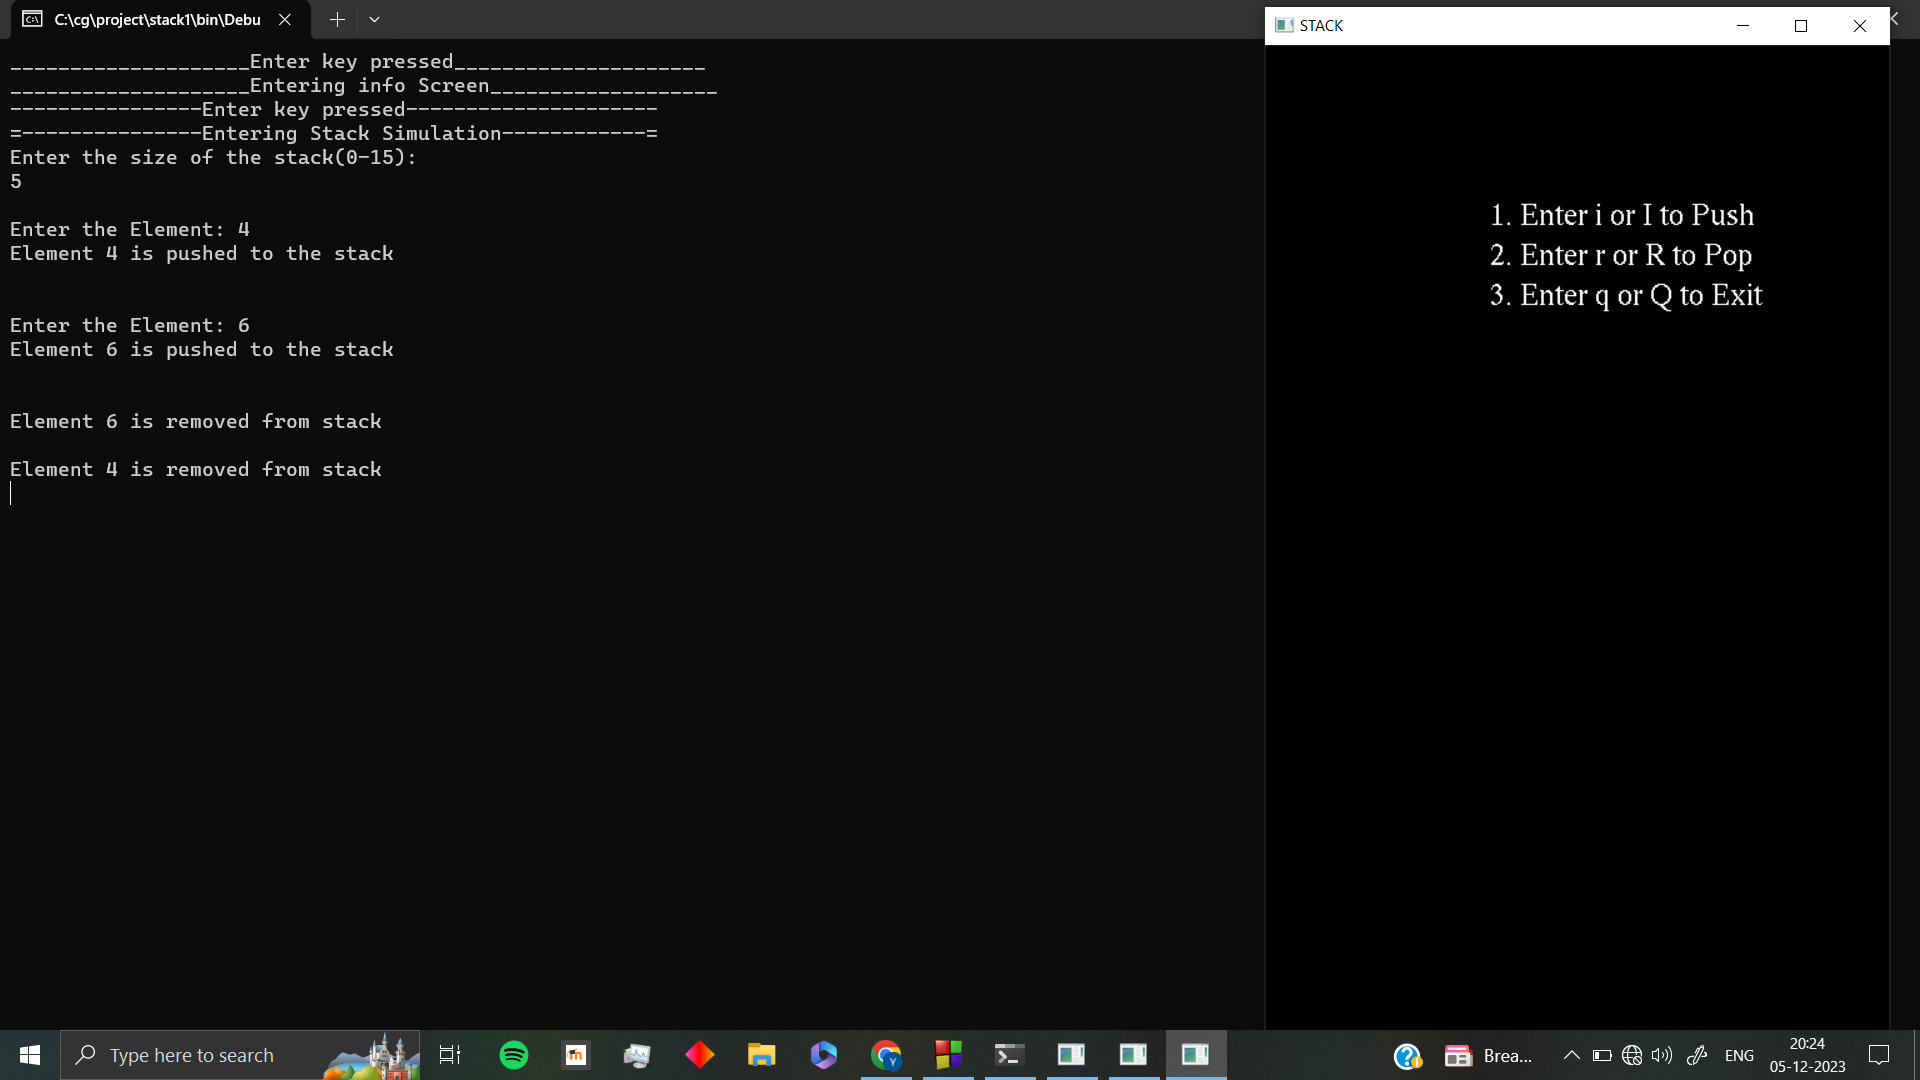 C:\cg\project\stack1\bin\Debu
____________________Enter key pressed_____________________
____________________Entering info Screen___________________
----------------Enter key pressed---------------------
=---------------Entering Stack Simulation------------=
Enter the size of the stack(0-15):
5
Enter the Element: 4
Element 4 is pushed to the stack
Enter the Element: 6
Element 6 is pushed to the stack
Element 6 is removed from stack
Element 4 is removed from stack
STACK
1. Enter i or I to Push
2. Enter r or R to Pop
3. Enter q or Q to Exit
Type here to search
Brea...
ENG
20:24
05-12-2023